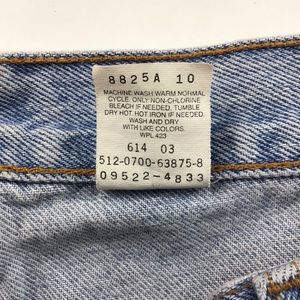 8825A 10
MACHINE WASH WARM NORMAL
CYCLE. ONLY NON-CHLORINE
BLEACH IF NEEDED. TUMBLE
DRY HOT HOT IRON IF NEEDED.
WASH AND DRY
WITH LIKE COLORS.
WPL 423
614 03
512-0700-63875-8
09522-4833